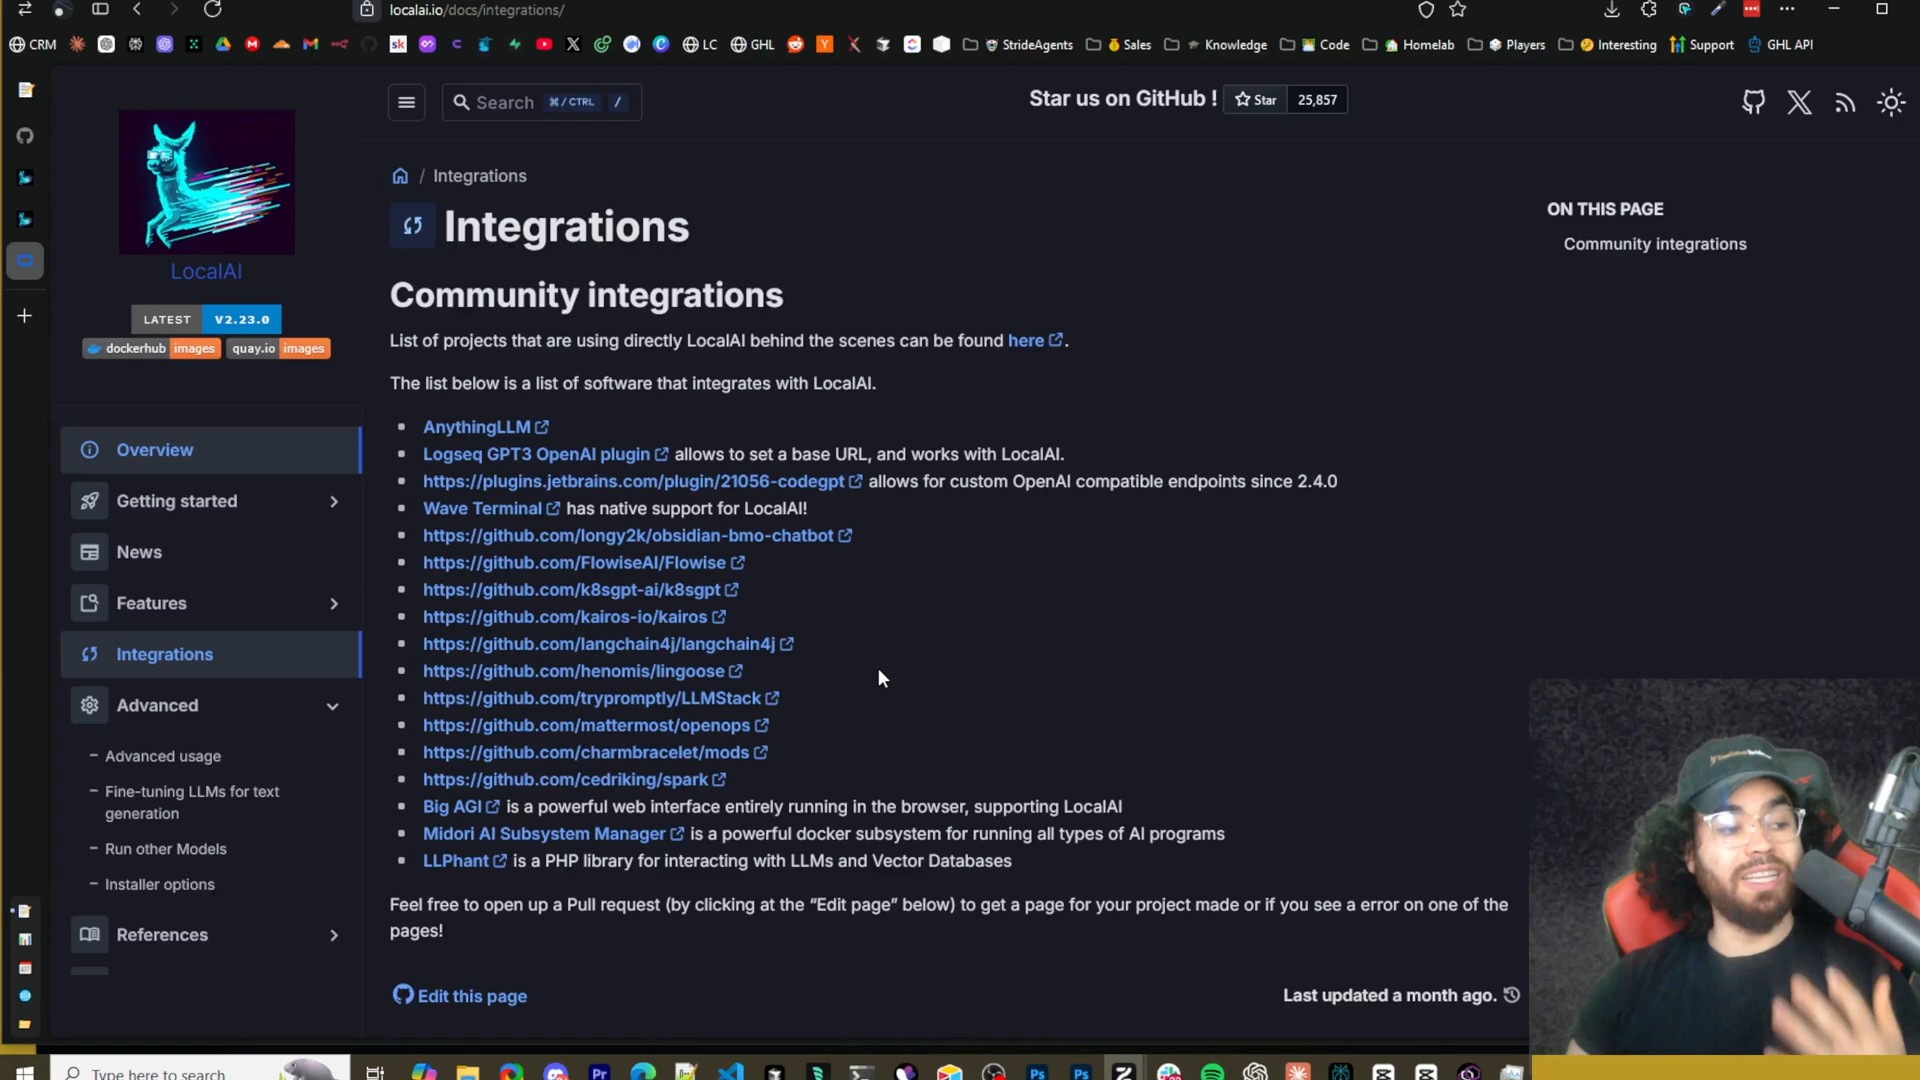 localai.io/docs/integrations/
CRM
LC
GHL
StrideAgents
Sales
Knowledge
Code
Homelab
Players
Interesting
Support
GHL API
Search ⌘/CTRL /
Star us on GitHub !
Star 25,857
LocalAI
LATEST V2.23.0
dockerhub images
quay.io images
/ Integrations
Integrations
ON THIS PAGE
Community integrations
Community integrations
List of projects that are using directly LocalAI behind the scenes can be found here.
The list below is a list of software that integrates with LocalAI.
AnythingLLM
Logseq GPT3 OpenAI plugin allows to set a base URL, and works with LocalAI.
https://plugins.jetbrains.com/plugin/21056-codegpt allows for custom OpenAI compatible endpoints since 2.4.0
Wave Terminal has native support for LocalAI!
https://github.com/longy2k/obsidian-bmo-chatbot
https://github.com/FlowiseAI/Flowise
https://github.com/k8sgpt-ai/k8sgpt
https://github.com/kairos-io/kairos
https://github.com/langchain4j/langchain4j
https://github.com/henomis/lingoose
https://github.com/trypromptly/LLMStack
https://github.com/mattermost/openops
https://github.com/charmbracelet/mods
https://github.com/cedriking/spark
Big AGI is a powerful web interface entirely running in the browser, supporting LocalAI
Midori AI Subsystem Manager is a powerful docker subsystem for running all types of AI programs
LLPhant is a PHP library for interacting with LLMs and Vector Databases
Feel free to open up a Pull request (by clicking at the “Edit page” below) to get a page for your project made or if you see a error on one of the
pages!
Edit this page
Last updated a month ago.
Overview
Getting started
News
Features
Integrations
Advanced
– Advanced usage
– Fine-tuning LLMs for text
generation
– Run other Models
– Installer options
References
Type here to search